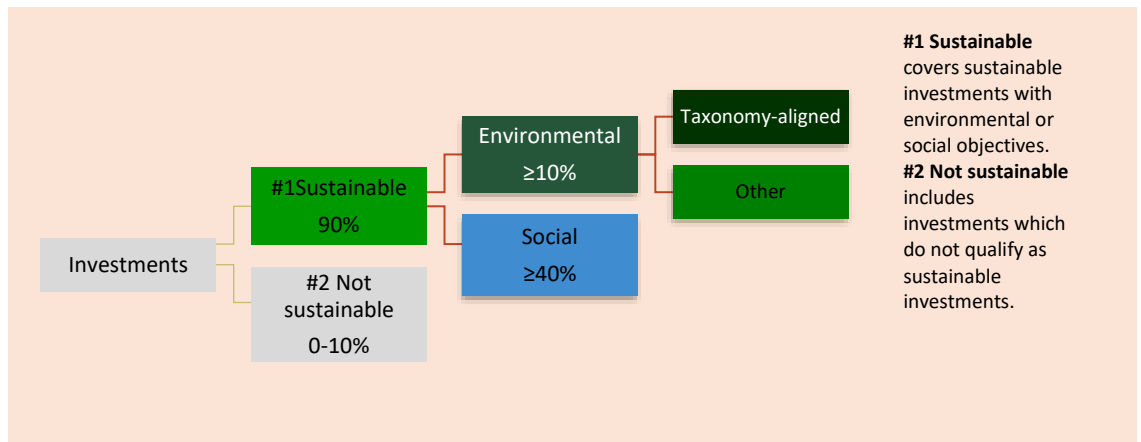 Investments
#1Sustainable
90%
#2 Not
sustainable
0-10%
Environmental
≥10%
Social
≥40%
Taxonomy-aligned
Other
#1 Sustainable
covers sustainable
investments with
environmental or
social objectives.
#2 Not sustainable
includes
investments which
do not qualify as
sustainable
investments.